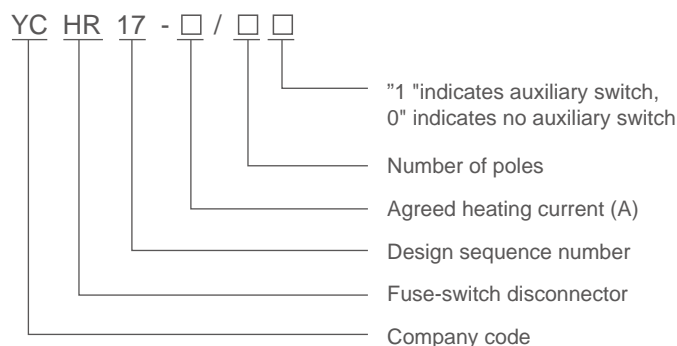 YC HR 17 - □ / □ □
”1 "indicates auxiliary switch,
0" indicates no auxiliary switch
Number of poles
Agreed heating current (A)
Design sequence number
Fuse-switch disconnector
Company code